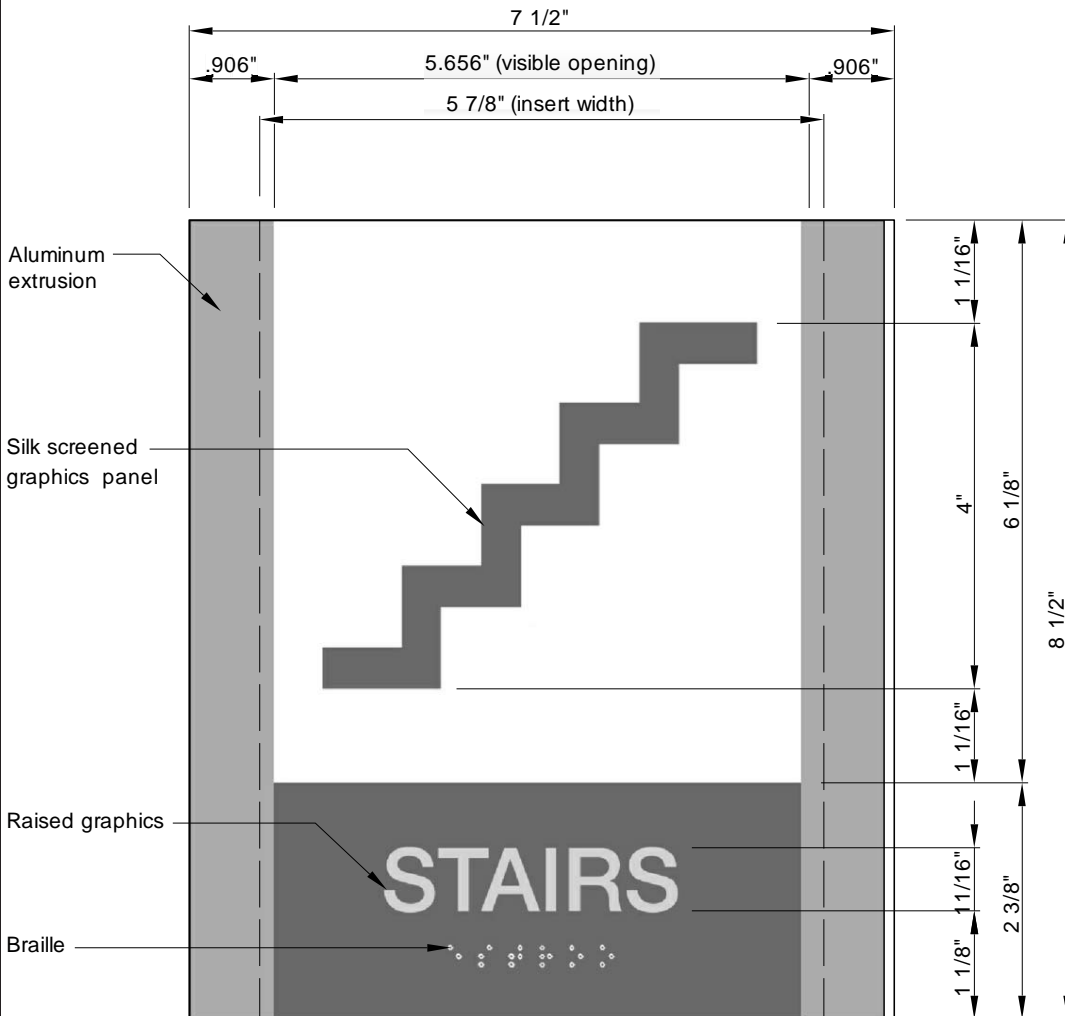 7 1/2"
.906"
5.656" (visible opening)
.906"
5 7/8" (insert width)
Aluminum
extrusion
1 1/16"
Silk screened
graphics panel
4"
6 1/8"
8 1/2"
1 1/16"
Raised graphics
STAIRS
11/16"
2 3/8"
Braille
1 1/8"